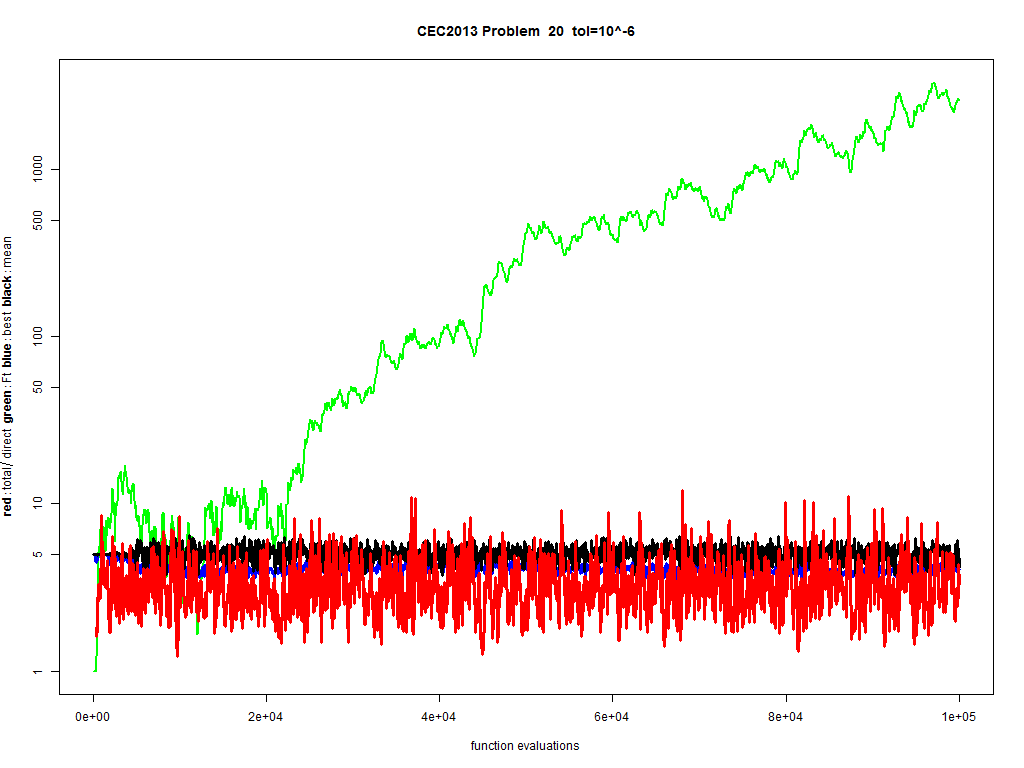 CEC2013 Problem  20  tol=10^-6
1000
500
100
50
10
5
1
red : total/ direct green : Ft blue : best black : mean
0e+00 2e+04 4e+04 6e+04 8e+04 1e+05
function evaluations